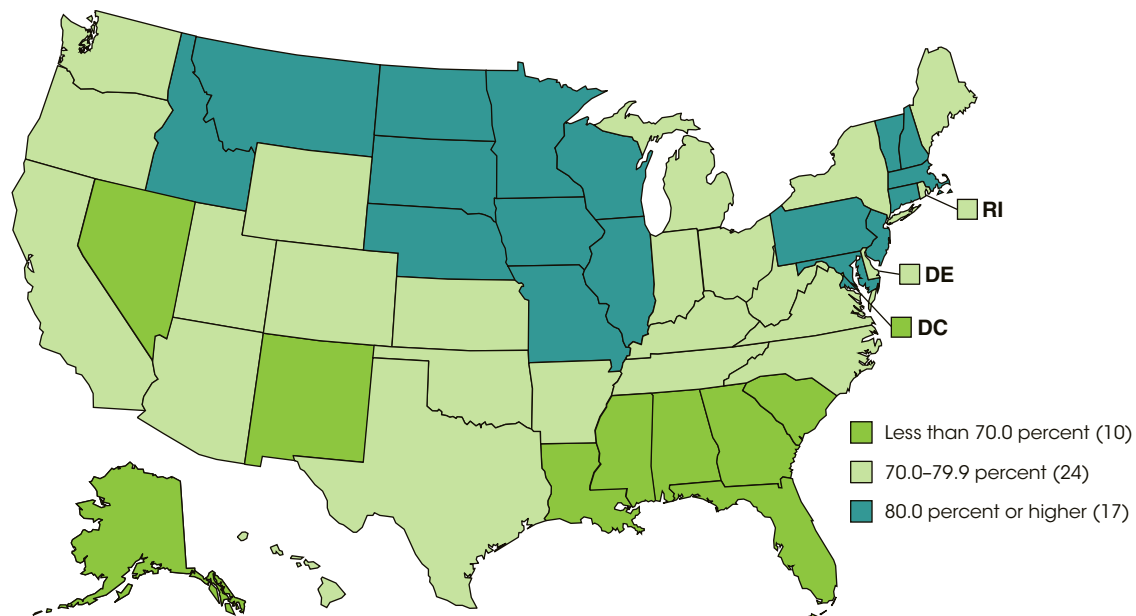 RI
DE
DC
Less than 70.0 percent (10)
70.0–79.9 percent (24)
80.0 percent or higher (17)